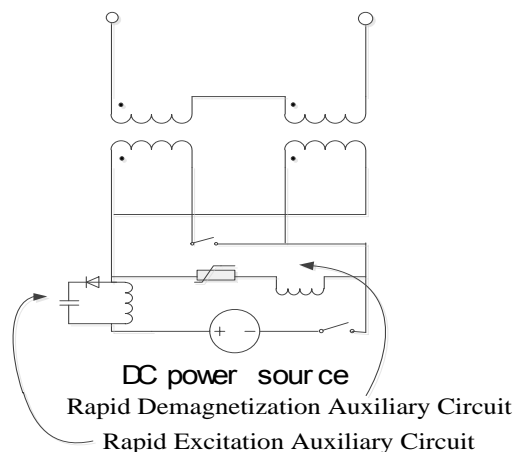 + −
DC power source
Rapid Demagnetization Auxiliary Circuit
Rapid Excitation Auxiliary Circuit